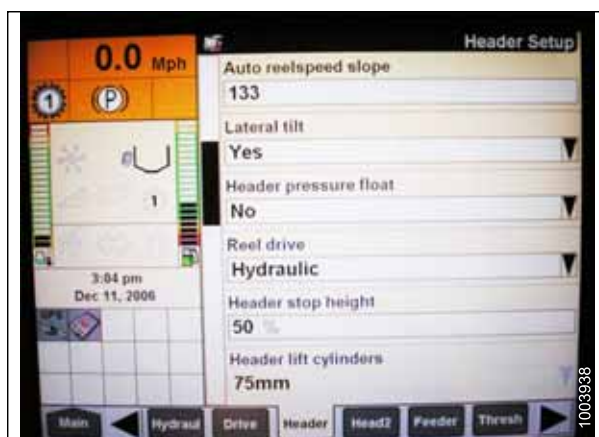 0.0 Mph
Header Setup
1
(P)
Auto reelspeed slope
133
Lateral tilt
Yes
1
Header pressure float
No
Reel drive
Hydraulic
3:04 pm
Dec 11, 2006
Header stop height
50 %
Header lift cylinders
75mm
Main
Hydraul
Drive
Header
Head2
Feeder
Thresh
1003938